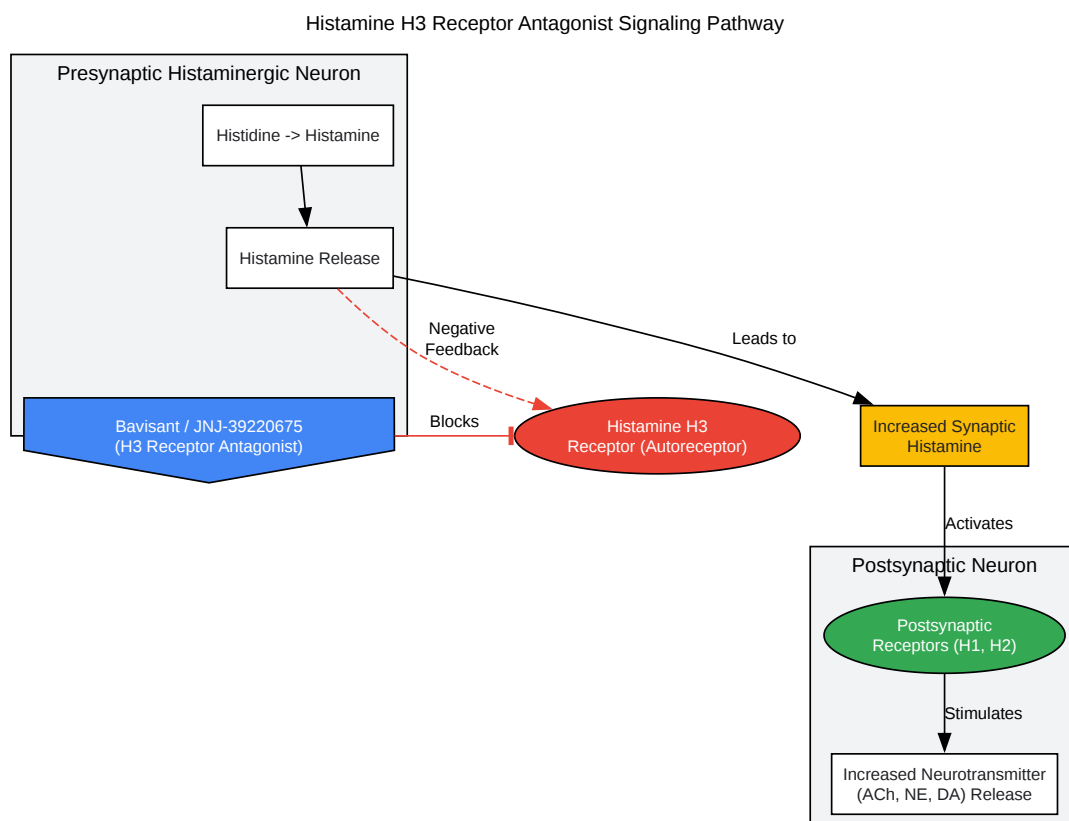 Histamine H3 Receptor Antagonist Signaling Pathway
Presynaptic Histaminergic Neuron
Histidine -> Histamine
Histamine Release
Negative
Feedback
Leads to
Bavisant / JNJ-39220675
(H3 Receptor Antagonist)
Blocks
Histamine H3
Receptor (Autoreceptor)
Increased Synaptic
Histamine
Activates
Postsynaptic Neuron
Postsynaptic
Receptors (H1, H2)
Stimulates
Increased Neurotransmitter
(ACh, NE, DA) Release